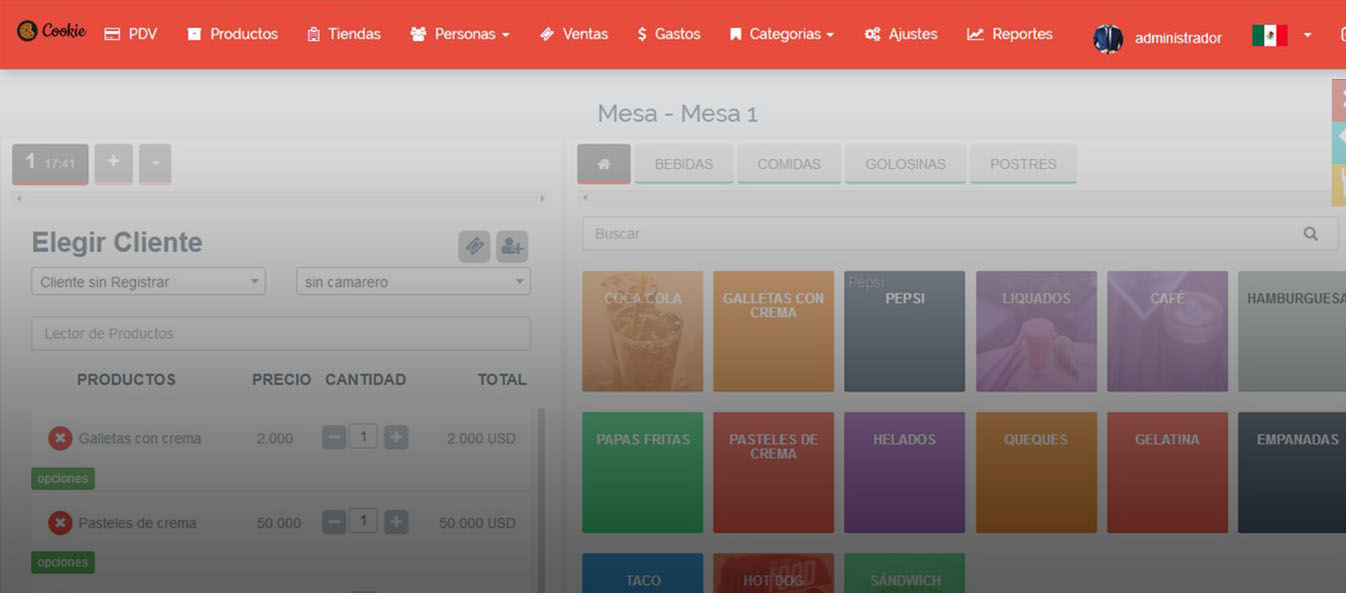 Cookie PDV Productos Tiendas Personas Ventas $ Gastos Categorias Ajustes Reportes administrador
Mesa - Mesa 1
1 17:41 + -
BEBIDAS COMIDAS GOLOSINAS POSTRES
Elegir Cliente
Cliente sin Registrar sin camarero
Lector de Productos
PRODUCTOS PRECIO CANTIDAD TOTAL
Galletas con crema 2.000 1 2.000 USD
opciones
Pasteles de crema 50.000 1 50.000 USD
opciones
Buscar
COCA COLA
GALLETAS CON
CREMA
Pepsi
PEPSI
LIQUADOS
CAFÉ
HAMBURGUESA
PAPAS FRITAS
PASTELES DE
CREMA
HELADOS
QUEQUES
GELATINA
EMPANADAS
TACO
HOT DOG
FOOD
SÁNDWICH